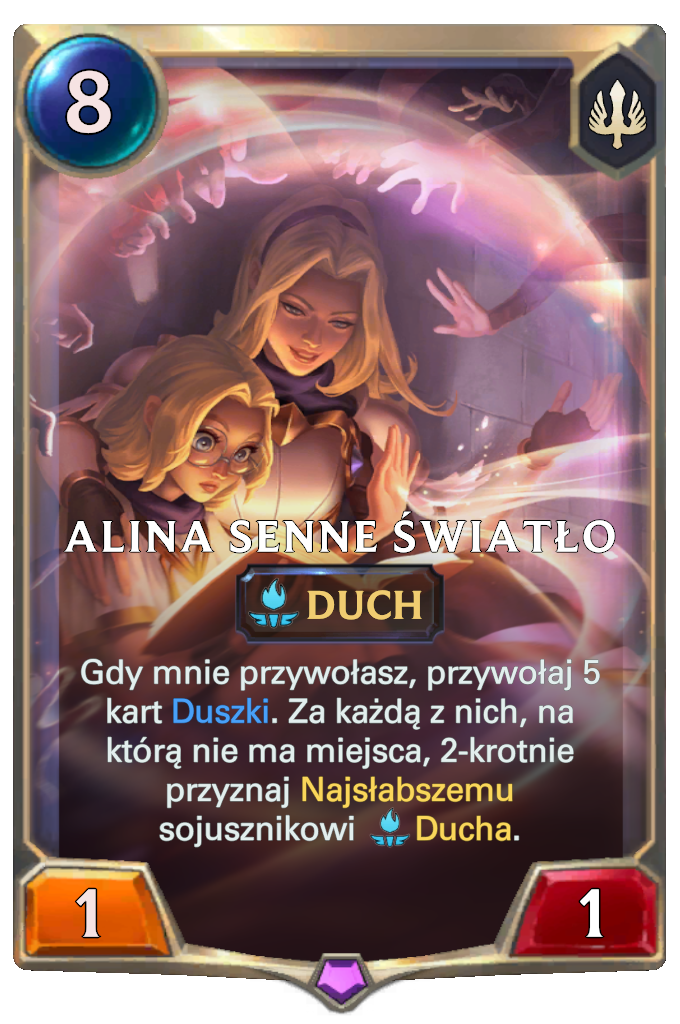 8
ALINA SENNE ŚWIATŁO
DUCH
Gdy mnie przywołasz, przywołaj 5
kart Duszki. Za każdą z nich, na
którą nie ma miejsca, 2-krotnie
przyznaj Najsłabszemu
sojusznikowi Ducha.
1
1